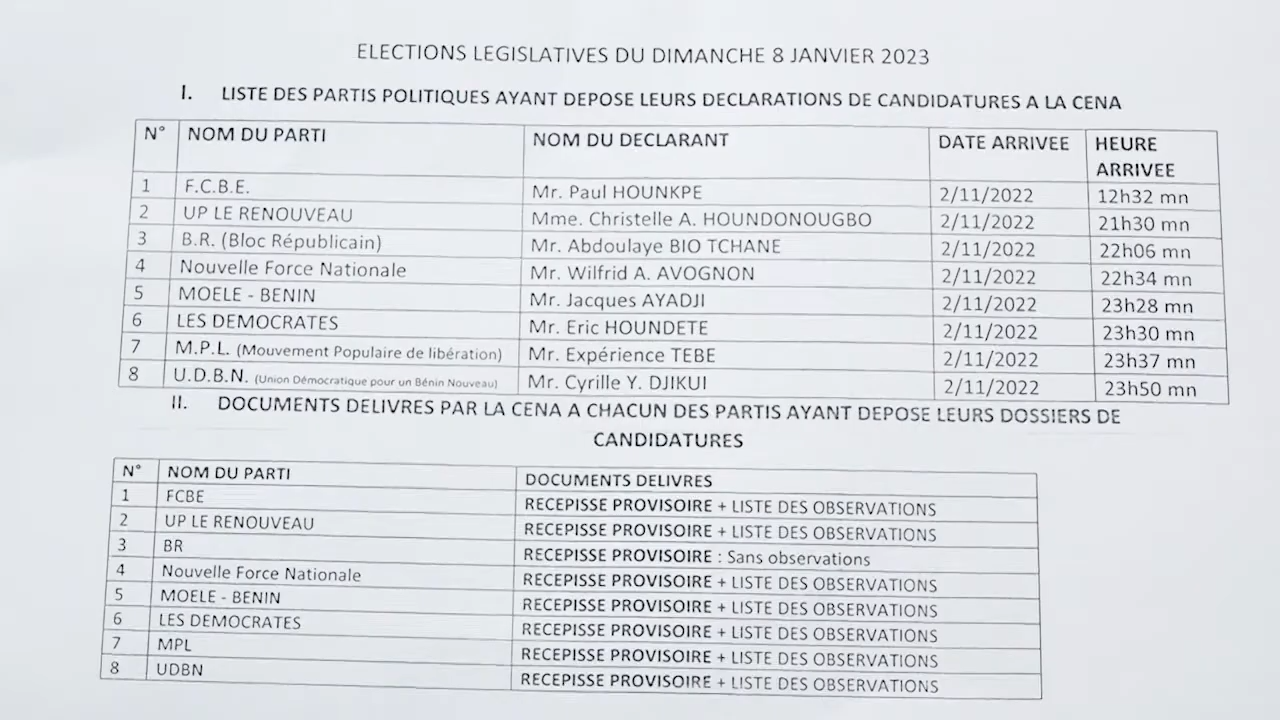 ELECTIONS LEGISLATIVES DU DIMANCHE 8 JANVIER 2023
I. LISTE DES PARTIS POLITIQUES AYANT DEPOSE LEURS DECLARATIONS DE CANDIDATURES A LA CENA
N° NOM DU PARTI NOM DU DECLARANT DATE ARRIVEE HEURE ARRIVEE
1 F.C.B.E. Mr. Paul HOUNKPE 2/11/2022 12h32 mn
2 UP LE RENOUVEAU Mme. Christelle A. HOUNDONOUGBO 2/11/2022 21h30 mn
3 B.R. (Bloc Républicain) Mr. Abdoulaye BIO TCHANE 2/11/2022 22h06 mn
4 Nouvelle Force Nationale Mr. Wilfrid A. AVOGNON 2/11/2022 22h34 mn
5 MOELE - BENIN Mr. Jacques AYADJI 2/11/2022 23h28 mn
6 LES DEMOCRATES Mr. Eric HOUNDETE 2/11/2022 23h30 mn
7 M.P.L. (Mouvement Populaire de libération) Mr. Expérience TEBE 2/11/2022 23h37 mn
8 U.D.B.N. (Union Démocratique pour un Bénin Nouveau) Mr. Cyrille Y. DJIKUI 2/11/2022 23h50 mn
II. DOCUMENTS DELIVRES PAR LA CENA A CHACUN DES PARTIS AYANT DEPOSE LEURS DOSSIERS DE
CANDIDATURES
N° NOM DU PARTI DOCUMENTS DELIVRES
1 FCBE RECEPISSE PROVISOIRE + LISTE DES OBSERVATIONS
2 UP LE RENOUVEAU RECEPISSE PROVISOIRE + LISTE DES OBSERVATIONS
3 BR RECEPISSE PROVISOIRE : Sans observations
4 Nouvelle Force Nationale RECEPISSE PROVISOIRE + LISTE DES OBSERVATIONS
5 MOELE - BENIN RECEPISSE PROVISOIRE + LISTE DES OBSERVATIONS
6 LES DEMOCRATES RECEPISSE PROVISOIRE + LISTE DES OBSERVATIONS
7 MPL RECEPISSE PROVISOIRE + LISTE DES OBSERVATIONS
8 UDBN RECEPISSE PROVISOIRE + LISTE DES OBSERVATIONS